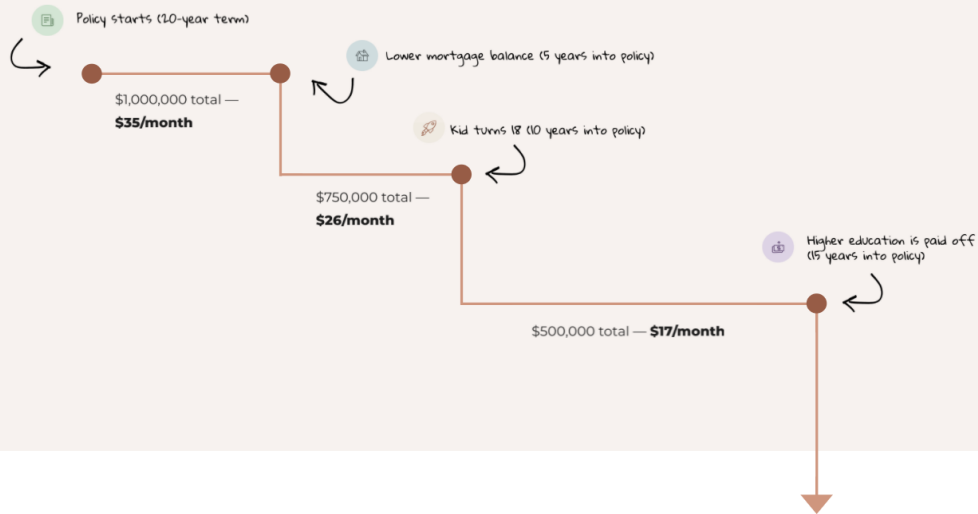 Policy starts (20-year term)
Lower mortgage balance (5 years into policy)
$1,000,000 total —
$35/month
Kid turns 18 (10 years into policy)
$750,000 total —
$26/month
Higher education is paid off
(15 years into policy)
$500,000 total — $17/month